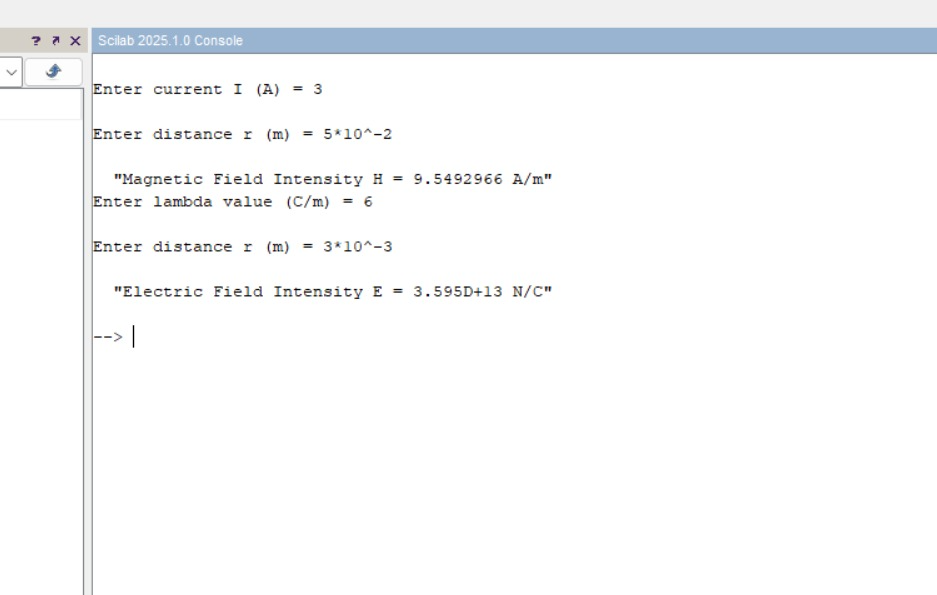 Scilab 2025.1.0 Console
Enter current I (A) = 3
Enter distance r (m) = 5*10^-2
"Magnetic Field Intensity H = 9.5492966 A/m"
Enter lambda value (C/m) = 6
Enter distance r (m) = 3*10^-3
"Electric Field Intensity E = 3.595D+13 N/C"
-->